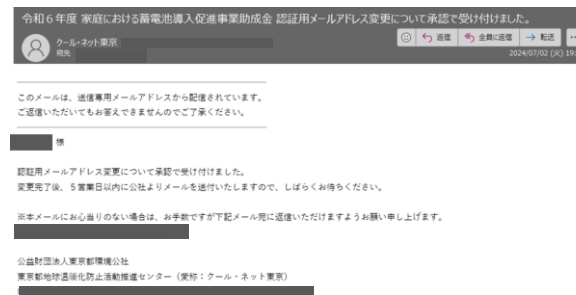 令和６年度 家庭における蓄電池導入促進事業助成金 認証用メールアドレス変更について承認で受け付けました。
クール・ネット東京
宛先
返信
全員に返信
転送
2024/07/02 (火) 19:
このメールは、送信専用メールアドレスから配信されています。
ご返信いただいてもお答えできませんのでご了承ください。
様
認証用メールアドレス変更について承認で受け付けました。
変更完了後、５営業日以内に公社よりメールを送付いたしますので、しばらくお待ちください。
※本メールにお心当りのない場合は、お手数ですが下記メール宛に返信いただけますようお願い申し上げます。
公益財団法人東京都環境公社
東京都地球温暖化防止活動推進センター（愛称：クール・ネット東京）